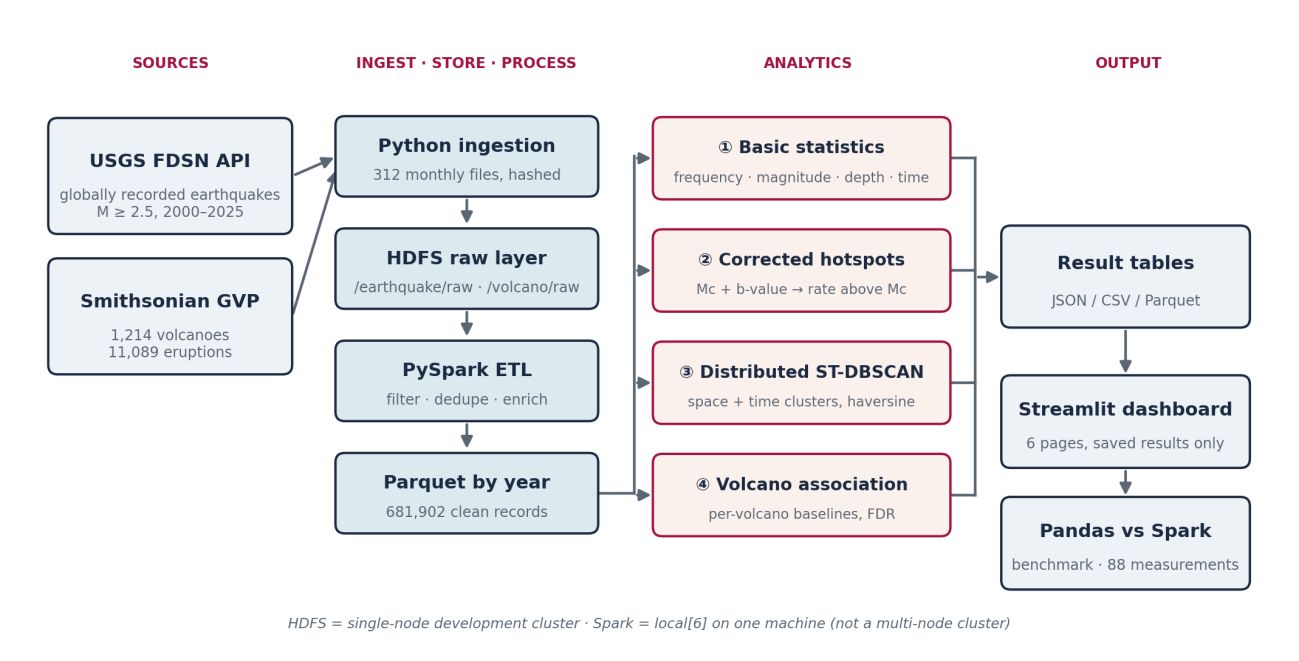 SOURCES
INGEST · STORE · PROCESS
ANALYTICS
OUTPUT
USGS FDSN API
globally recorded earthquakes
M ≥ 2.5, 2000–2025
Smithsonian GVP
1,214 volcanoes
11,089 eruptions
Python ingestion
312 monthly files, hashed
HDFS raw layer
/earthquake/raw · /volcano/raw
PySpark ETL
filter · dedupe · enrich
Parquet by year
681,902 clean records
① Basic statistics
frequency · magnitude · depth · time
② Corrected hotspots
Mc + b-value → rate above Mc
③ Distributed ST-DBSCAN
space + time clusters, haversine
④ Volcano association
per-volcano baselines, FDR
Result tables
JSON / CSV / Parquet
Streamlit dashboard
6 pages, saved results only
Pandas vs Spark
benchmark · 88 measurements
HDFS = single-node development cluster · Spark = local[6] on one machine (not a multi-node cluster)